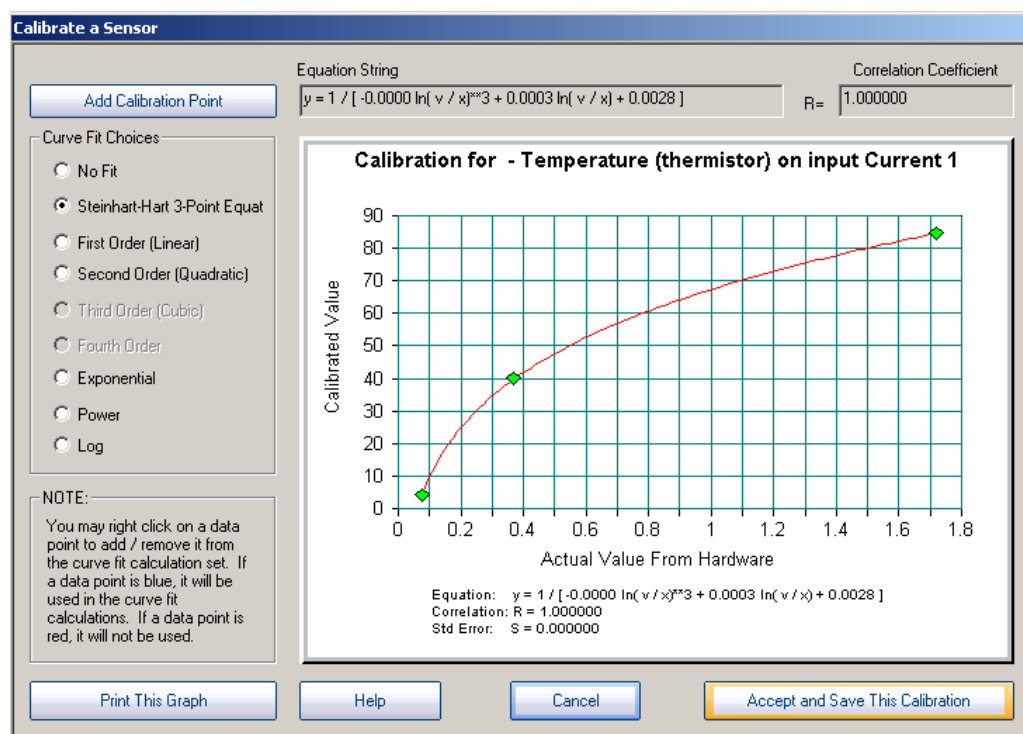 Calibrate a Sensor
Equation String
Correlation Coefficient
Add Calibration Point
y = 1 / [ -0.0000 ln( v / x)**3 + 0.0003 ln( v / x) + 0.0028 ]
R=
1.000000
Curve Fit Choices
No Fit
Steinhart-Hart 3-Point Equat
First Order (Linear)
Second Order (Quadratic)
Third Order (Cubic)
Fourth Order
Exponential
Power
Log
NOTE:
You may right click on a data
point to add / remove it from
the curve fit calculation set. If
a data point is blue, it will be
used in the curve fit
calculations. If a data point is
red, it will not be used.
Calibration for - Temperature (thermistor) on input Current 1
Calibrated Value
90
80
70
60
50
40
30
20
10
0
0 0.2 0.4 0.6 0.8 1 1.2 1.4 1.6 1.8
Actual Value From Hardware
Equation: y = 1 / [ -0.0000 ln( v / x)**3 + 0.0003 ln( v / x) + 0.0028 ]
Correlation: R = 1.000000
Std Error: S = 0.000000
Print This Graph
Help
Cancel
Accept and Save This Calibration